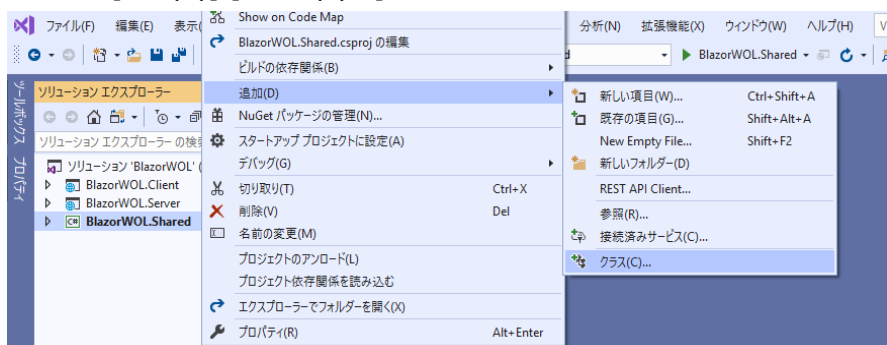 ファイル(F) 編集(E) 表示(
分析(N) 拡張機能(X) ウィンドウ(W) ヘルプ(H)
BlazorWOL.Shared
ツールボックス
プロパティ
ソリューション エクスプローラー
ソリューション エクスプローラー の検
ソリューション 'BlazorWOL' (
BlazorWOL.Client
BlazorWOL.Server
C# BlazorWOL.Shared
Show on Code Map
BlazorWOL.Shared.csproj の編集
ビルドの依存関係(B)
追加(D)
NuGet パッケージの管理(N)...
スタートアップ プロジェクトに設定(A)
デバッグ(G)
切り取り(T) Ctrl+X
削除(V) Del
名前の変更(M)
プロジェクトのアンロード(L)
プロジェクト依存関係を読み込む
エクスプローラーでフォルダーを開く(X)
プロパティ(R) Alt+Enter
新しい項目(W)... Ctrl+Shift+A
既存の項目(G)... Shift+Alt+A
New Empty File... Shift+F2
新しいフォルダー(D)
REST API Client...
参照(R)...
接続済みサービス(C)...
クラス(C)...